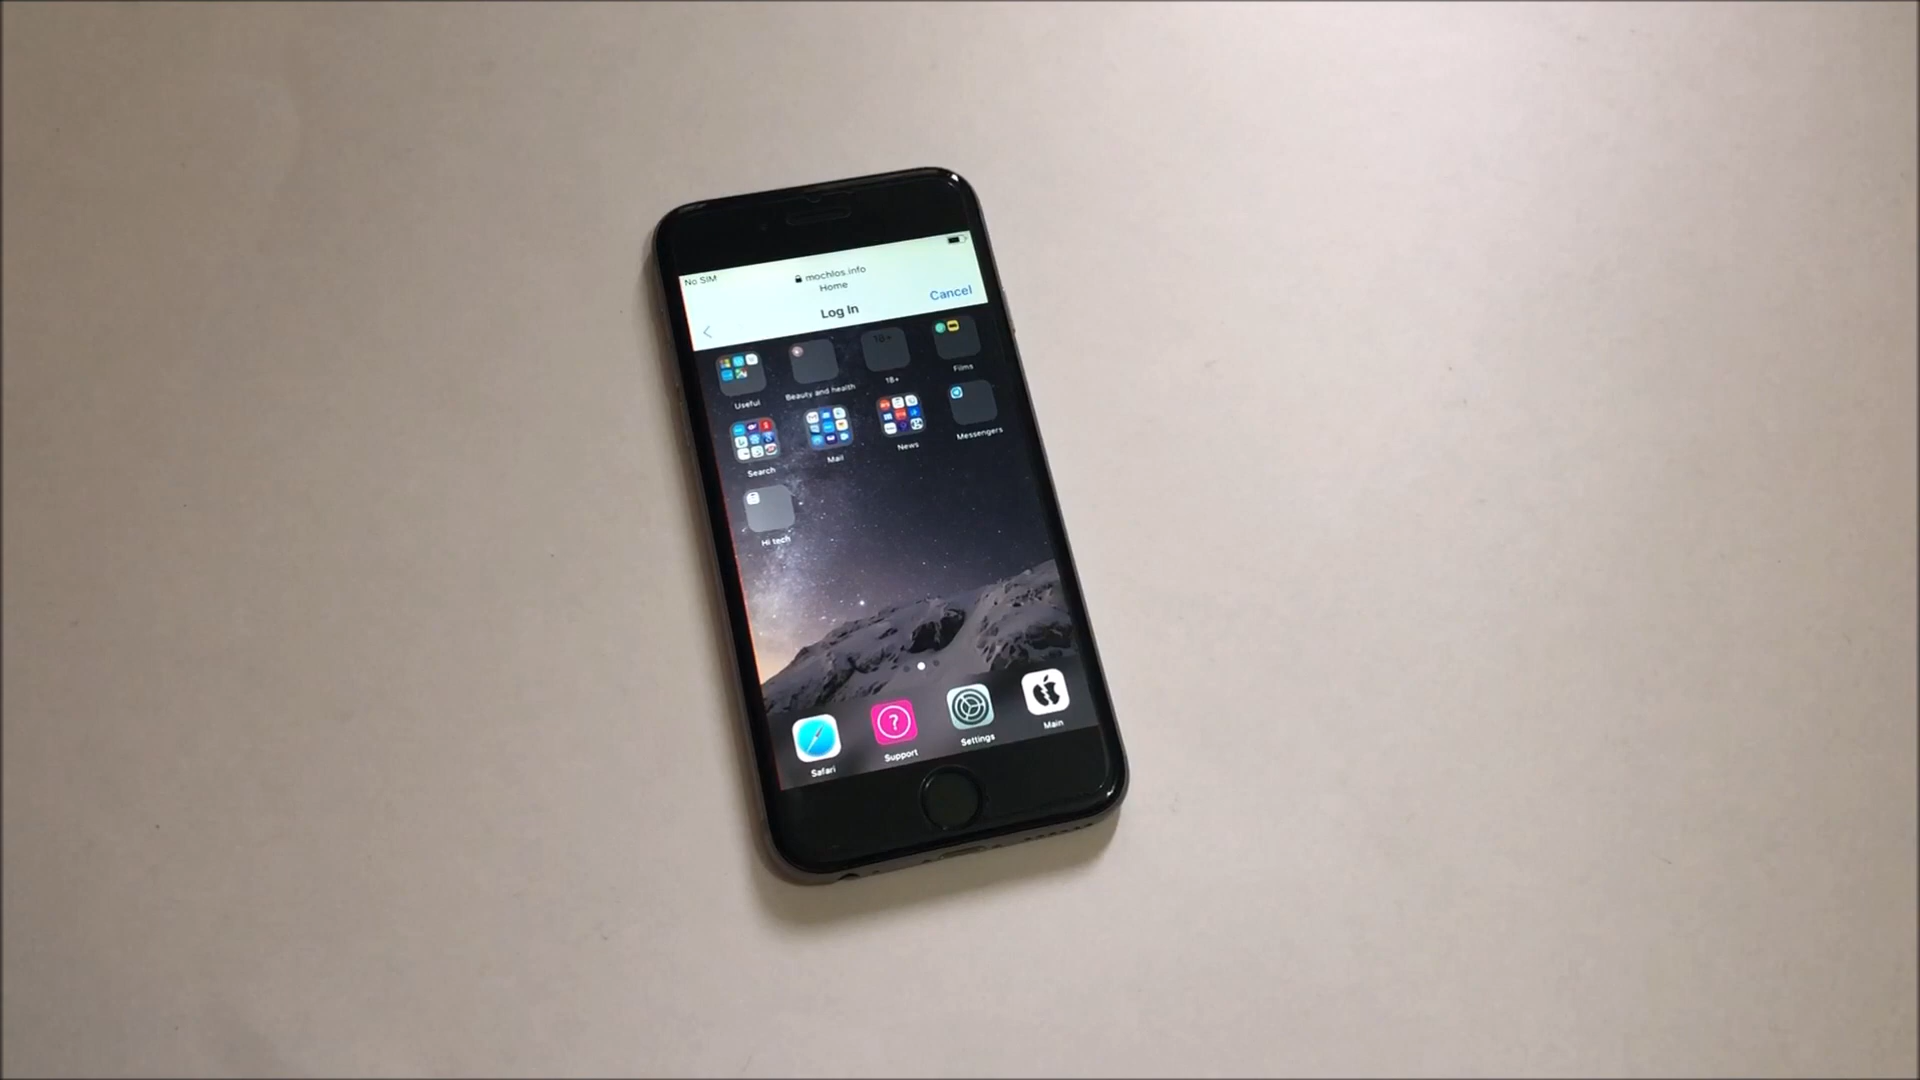 No SIM
mochlos.info
Home
Log In
Cancel
Useful
Beauty and health
18+
18+
Films
Search
Mail
News
Messengers
Hi tech
Safari
?
Support
Settings
Main